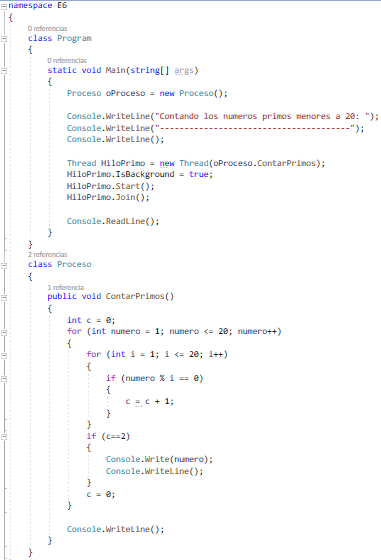 namespace E6
{
0 referencias
class Program
{
0 referencias
static void Main(string[] args)
{
Proceso oProceso = new Proceso();
Console.WriteLine("Contando los numeros primos menores a 20: ");
Console.WriteLine("---------------------------------------");
Console.WriteLine();
Thread HiloPrimo = new Thread(oProceso.ContarPrimos);
HiloPrimo.IsBackground = true;
HiloPrimo.Start();
HiloPrimo.Join();
Console.ReadLine();
}
}
2 referencias
class Proceso
{
1 referencia
public void ContarPrimos()
{
int c = 0;
for (int numero = 1; numero <= 20; numero++)
{
for (int i = 1; i <= 20; i++)
{
if (numero % i == 0)
{
c = c + 1;
}
}
if (c==2)
{
Console.Write(numero);
Console.WriteLine();
}
c = 0;
}
Console.WriteLine();
}
}